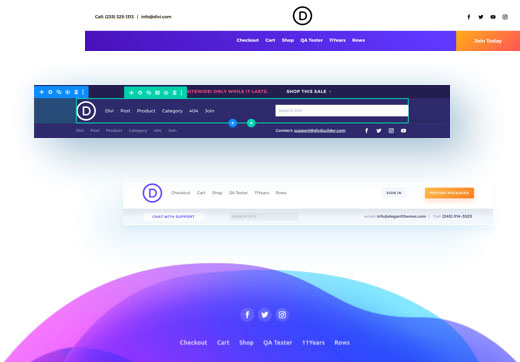 Call: (235) 323-1313 | info@divi.com
D
Checkout Cart Shop QA Tester 11Years Rows
Join Today
SITEWIDE! ONLY WHILE IT LASTS. SHOP THIS SALE
D
Divi Post Product Category 404 Join
Search Divi
Divi Post Product Category 404 Join
Contact: support@divibuilder.com
D
Checkout Cart Shop QA Tester 11Years Rows
SIGN IN
PRICING PACKAGES
CHAT WITH SUPPORT
SEARCH SITE
email: info@elegantthemes.com | Call: (245) 314-3523
Checkout Cart Shop QA Tester 11Years Rows